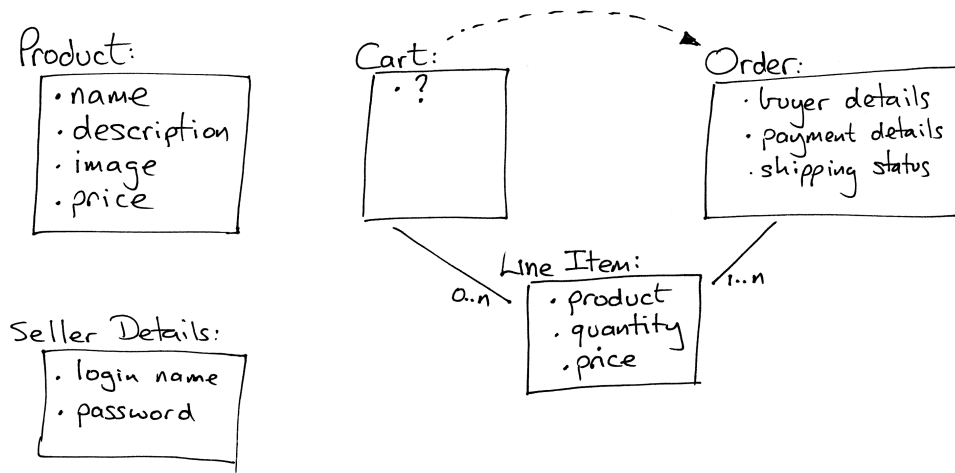 Product:
• name
• description
• image
• price
Cart:
• ?
Order:
• buyer details
• payment details
• shipping status
Line Item:
• product
• quantity
• price
0..n
1..n
Seller Details:
• login name
• password